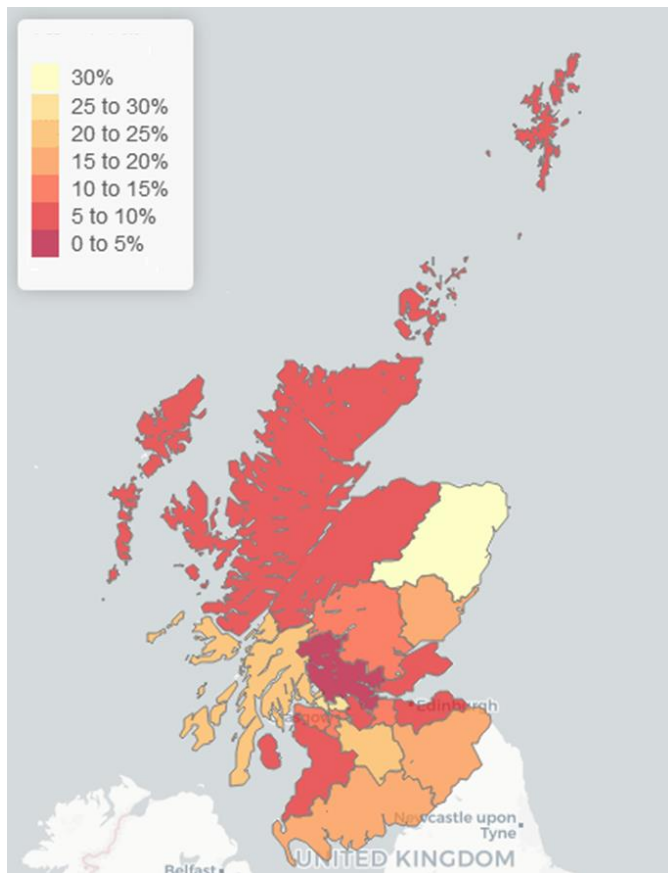 30%
25 to 30%
20 to 25%
15 to 20%
10 to 15%
5 to 10%
0 to 5%
Edinburgh
Newcastle upon
Tyne
UNITED KINGDOM
Belfast